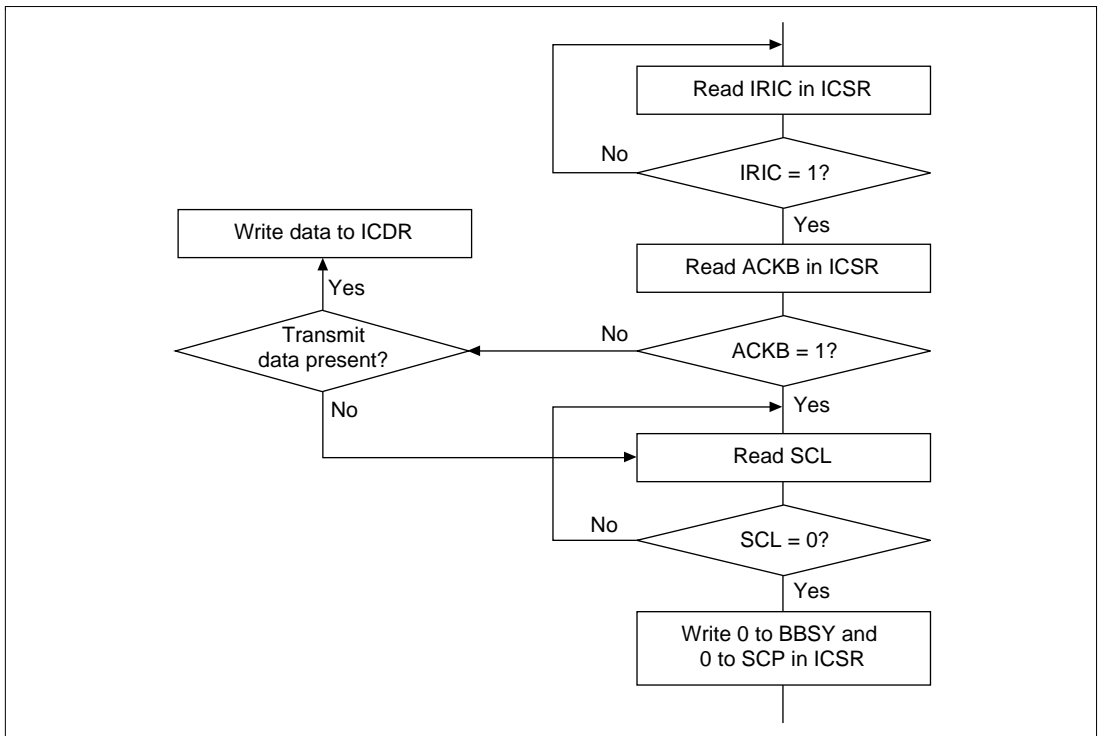 Read IRIC in ICSR
No
IRIC = 1?
Yes
Write data to ICDR
Read ACKB in ICSR
Yes
Transmit
data present?
No
ACKB = 1?
Yes
No
Read SCL
No
SCL = 0?
Yes
Write 0 to BBSY and
0 to SCP in ICSR